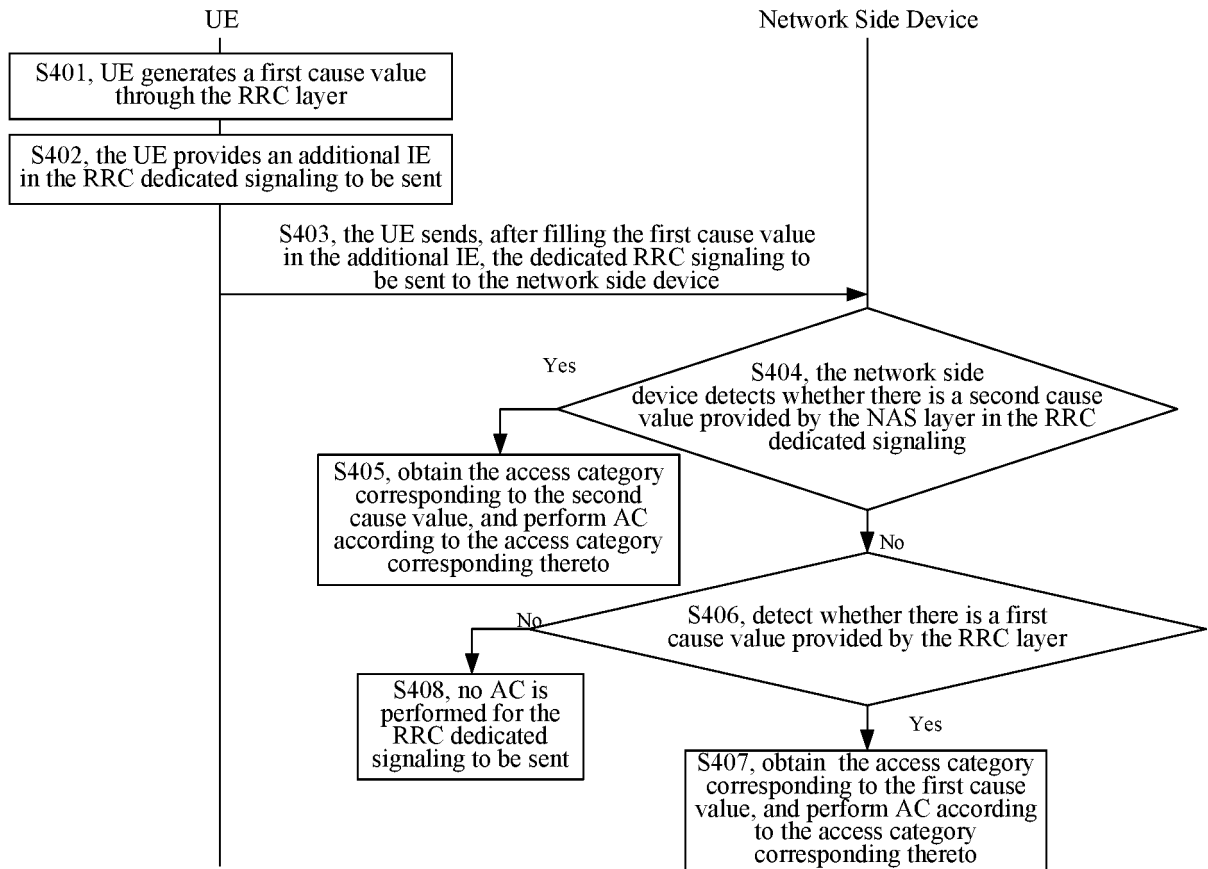 UE
Network Side Device
S401, UE generates a first cause value
through the RRC layer
S402, the UE provides an additional IE
in the RRC dedicated signaling to be sent
S403, the UE sends, after filling the first cause value
in the additional IE, the dedicated RRC signaling to
be sent to the network side device
Yes
S404, the network side
device detects whether there is a second cause
value provided by the NAS layer in the RRC
dedicated signaling
S405, obtain the access category
corresponding to the second
cause value, and perform AC
according to the access category
corresponding thereto
No
S406, detect whether there is a first
cause value provided by the RRC layer
No
S408, no AC is
performed for the
RRC dedicated
signaling to be sent
Yes
S407, obtain the access category
corresponding to the first cause
value, and perform AC according
to the access category
corresponding thereto